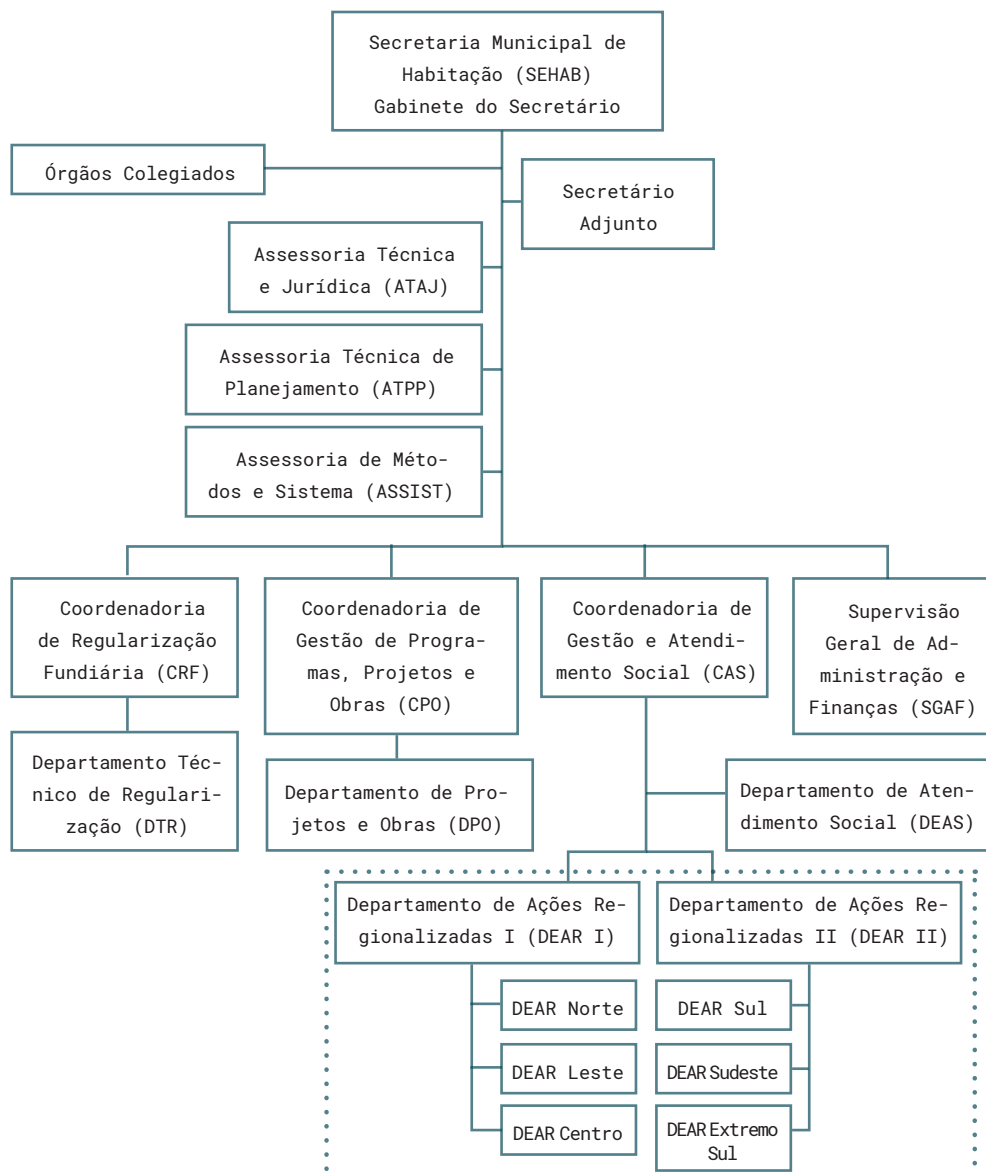 Secretaria Municipal de
Habitação (SEHAB)
Gabinete do Secretário
Órgãos Colegiados
Secretário
Adjunto
Assessoria Técnica
e Jurídica (ATAJ)
Assessoria Técnica de
Planejamento (ATPP)
Assessoria de Méto-
dos e Sistema (ASSIST)
Coordenadoria
de Regularização
Fundiária (CRF)
Coordenadoria de
Gestão de Progra-
mas, Projetos e
Obras (CPO)
Coordenadoria de
Gestão e Atendi-
mento Social (CAS)
Supervisão
Geral de Ad-
ministração e
Finanças (SGAF)
Departamento Téc-
nico de Regulari-
zação (DTR)
Departamento de Pro-
jetos e Obras (DPO)
Departamento de Aten-
dimento Social (DEAS)
Departamento de Ações Re-
gionalizadas I (DEAR I)
Departamento de Ações Re-
gionalizadas II (DEAR II)
DEAR Norte
DEAR Leste
DEAR Centro
DEAR Sul
DEAR Sudeste
DEAR Extremo
Sul